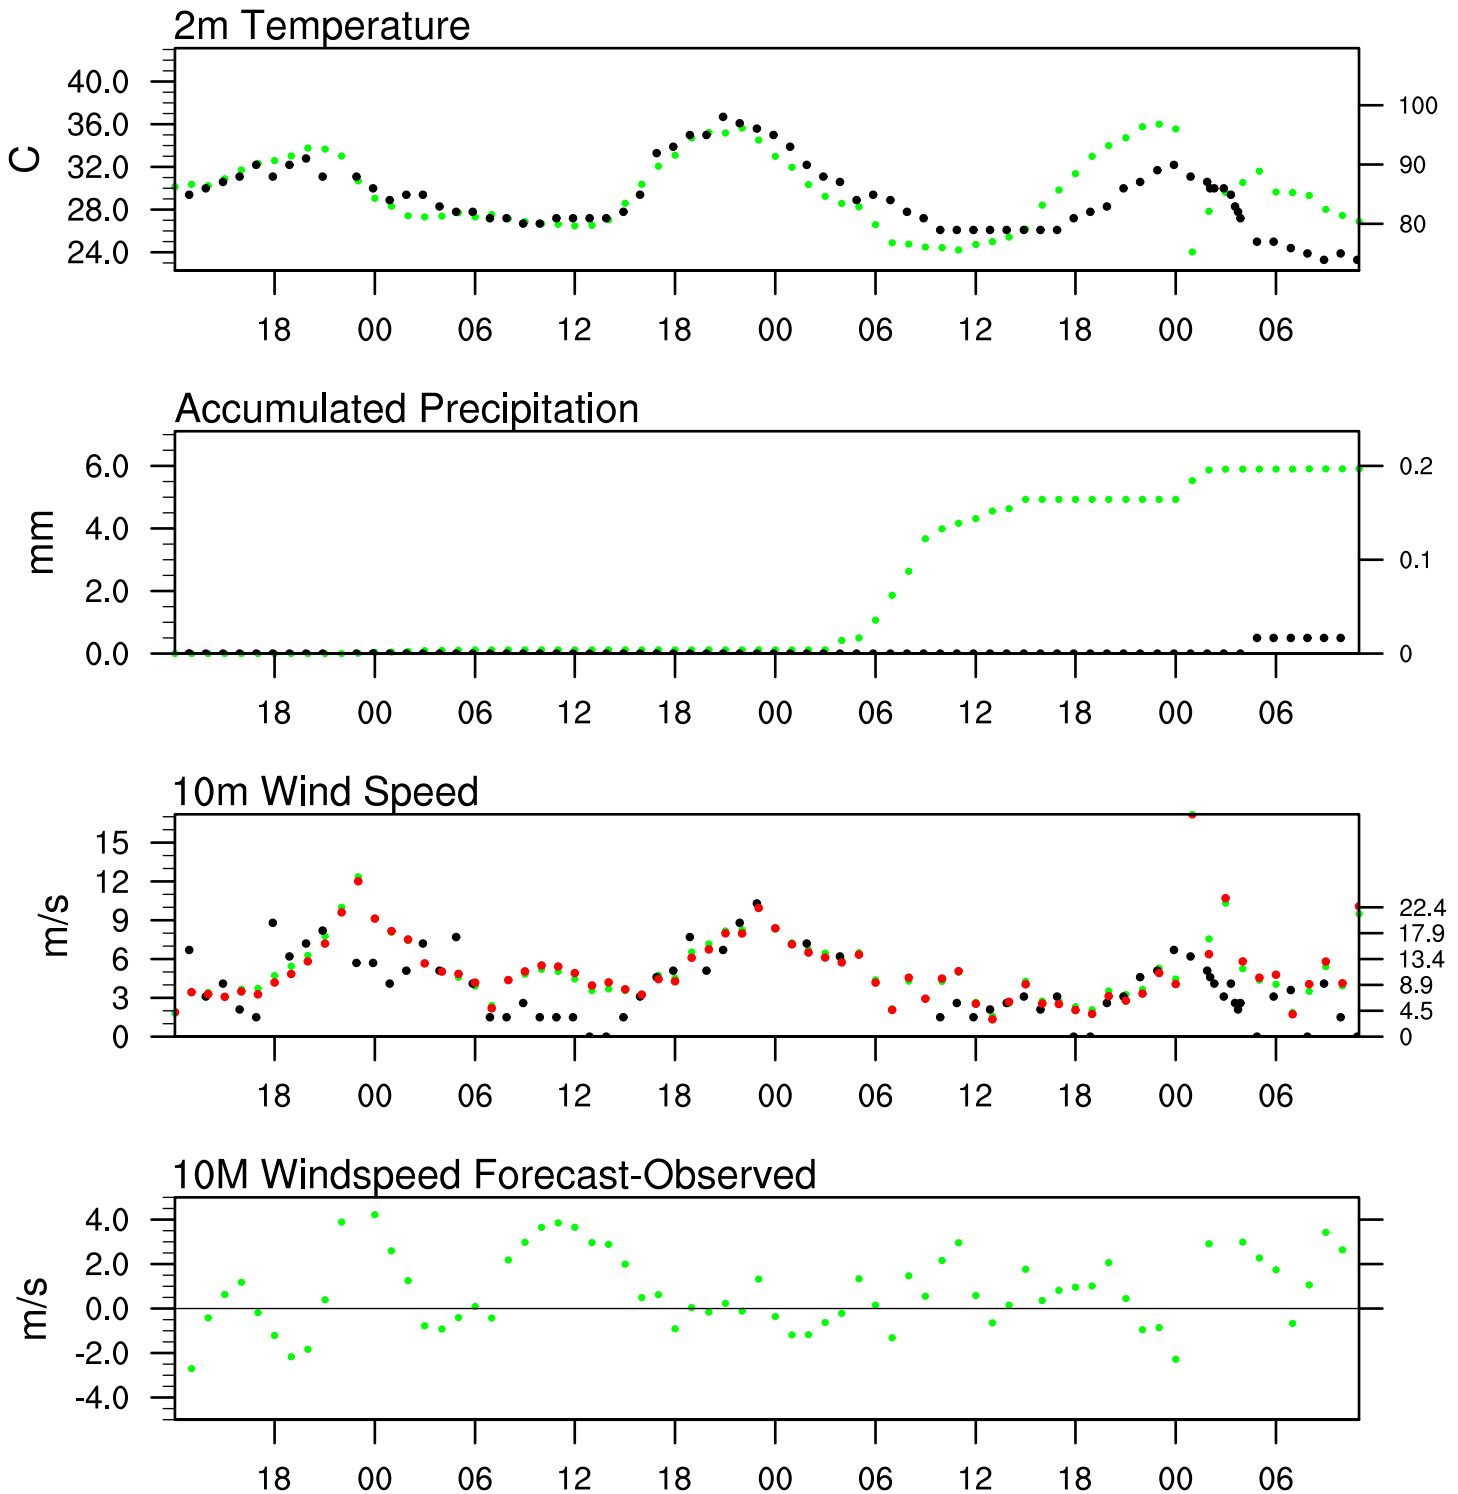 2m Temperature
40.0
36.0
32.0
28.0
24.0
C
100
90
80
18 00 06 12 18 00 06 12 18 00 06
Accumulated Precipitation
6.0
4.0
2.0
0.0
mm
0.2
0.1
0
18 00 06 12 18 00 06 12 18 00 06
10m Wind Speed
15
12
9
6
3
0
m/s
22.4
17.9
13.4
8.9
4.5
0
18 00 06 12 18 00 06 12 18 00 06
10M Windspeed Forecast-Observed
4.0
2.0
0.0
-2.0
-4.0
m/s
18 00 06 12 18 00 06 12 18 00 06